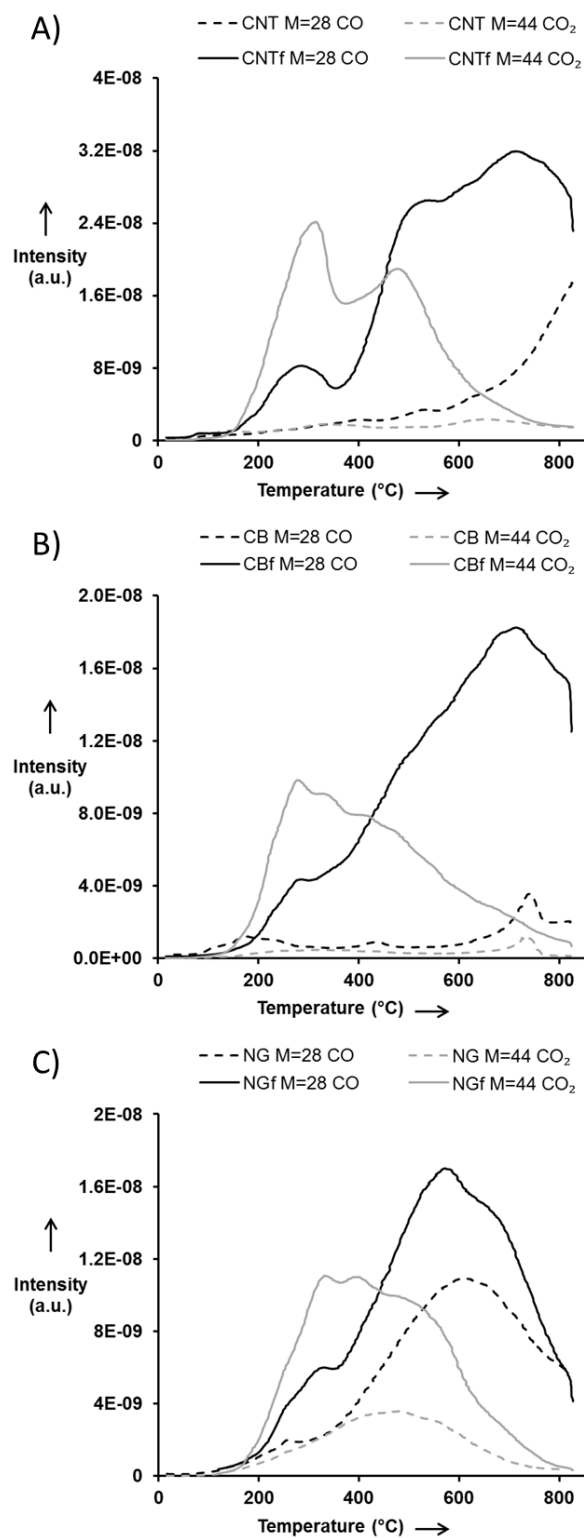 A)
CNT M=28 CO CNT M=44 CO₂
CNTf M=28 CO CNTf M=44 CO₂
4E-08
3.2E-08
2.4E-08
Intensity
(a.u.)
1.6E-08
8E-09
0
0 200 400 600 800
Temperature (°C)
B)
CB M=28 CO CB M=44 CO₂
CBf M=28 CO CBf M=44 CO₂
2.0E-08
1.6E-08
1.2E-08
Intensity
(a.u.)
8.0E-09
4.0E-09
0.0E+00
0 200 400 600 800
Temperature (°C)
C)
NG M=28 CO NG M=44 CO₂
NGf M=28 CO NGf M=44 CO₂
2E-08
1.6E-08
1.2E-08
Intensity
(a.u.)
8E-09
4E-09
0
0 200 400 600 800
Temperature (°C)